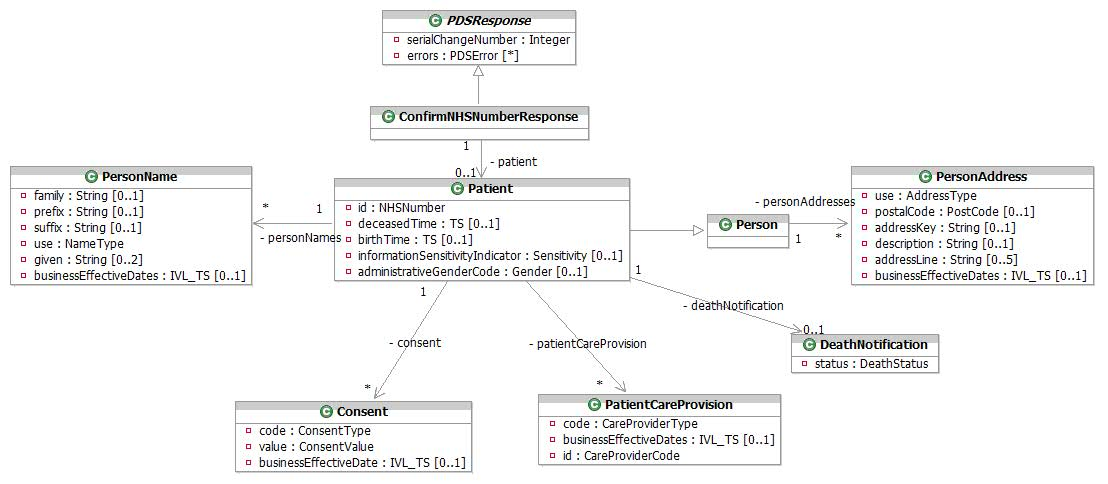 PDSResponse
serialChangeNumber : Integer
errors : PDSError [*]
ConfirmNHSNumberResponse
1
- patient
0..1
PersonName
family : String [0..1]
prefix : String [0..1]
suffix : String [0..1]
use : NameType
given : String [0..2]
businessEffectiveDates : IVL_TS [0..1]
*
1
- personNames
Patient
id : NHSNumber
deceasedTime : TS [0..1]
birthTime : TS [0..1]
informationSensitivityIndicator : Sensitivity [0..1]
administrativeGenderCode : Gender [0..1]
Person
- personAddresses
1
*
PersonAddress
use : AddressType
postalCode : PostCode [0..1]
addressKey : String [0..1]
description : String [0..1]
addressLine : String [0..5]
businessEffectiveDates : IVL_TS [0..1]
1
- deathNotification
0..1
DeathNotification
status : DeathStatus
1
- consent
*
- patientCareProvision
*
Consent
code : ConsentType
value : ConsentValue
businessEffectiveDate : IVL_TS [0..1]
PatientCareProvision
code : CareProviderType
businessEffectiveDates : IVL_TS [0..1]
id : CareProviderCode